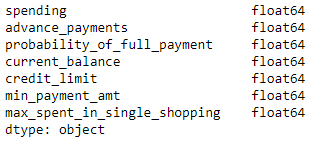 spending float64
advance_payments float64
probability_of_full_payment float64
current_balance float64
credit_limit float64
min_payment_amt float64
max_spent_in_single_shopping float64
dtype: object